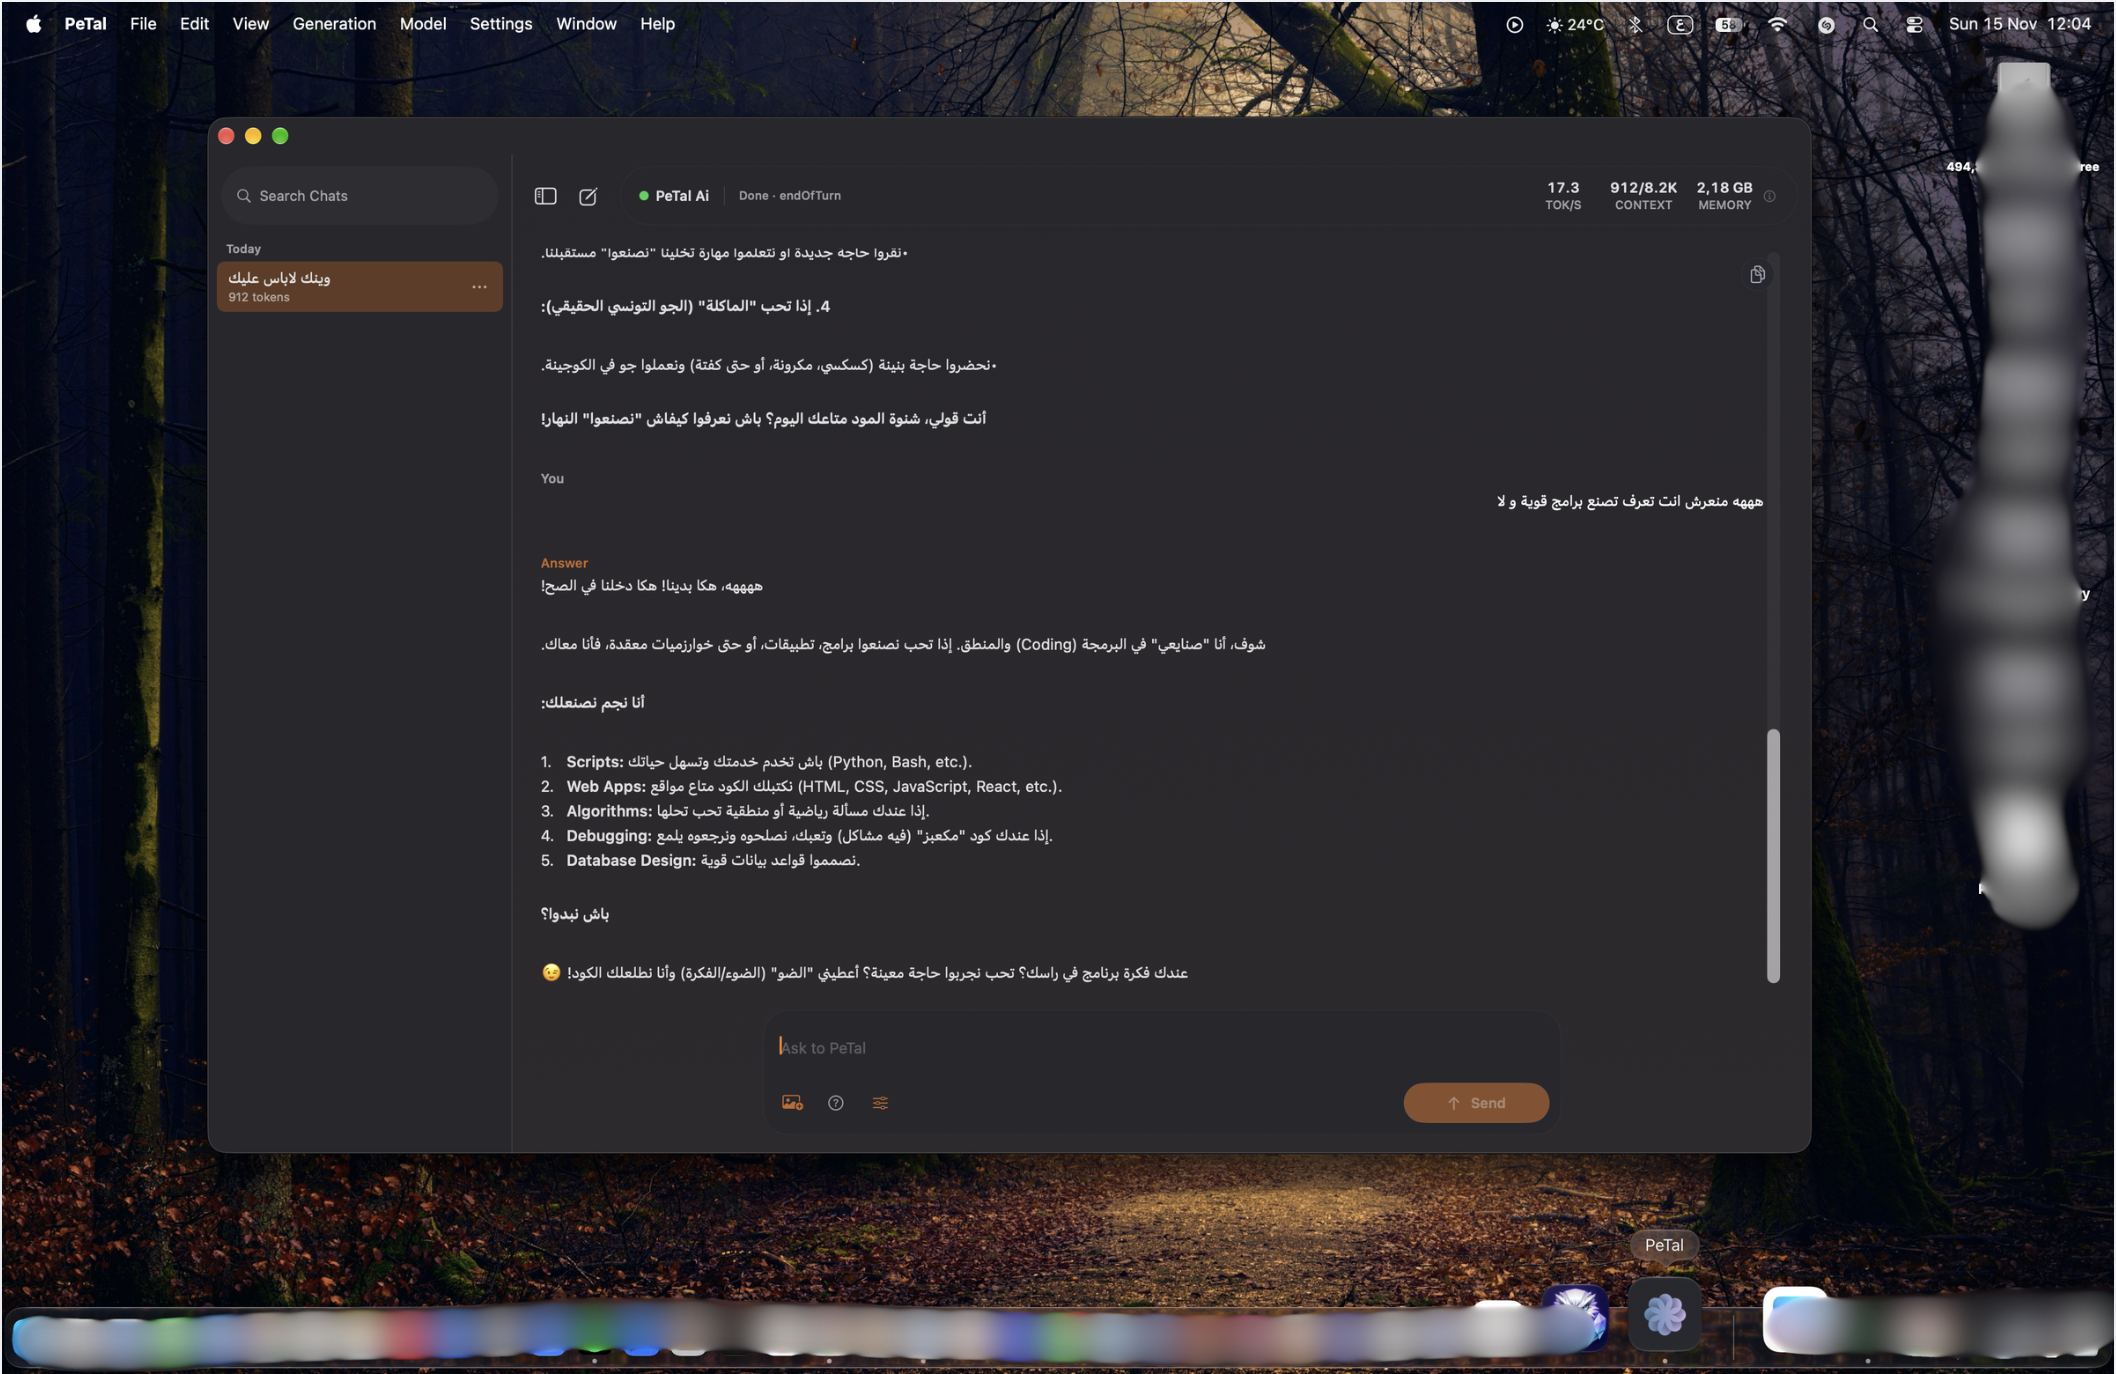 PeTal File Edit View Generation Model Settings Window Help
24°C ع 58 Sun 15 Nov 12:04
Search Chats
Today
وينك لاباس عليك
912 tokens
PeTal Ai Done · endOfTurn
17.3 912/8.2K 2,18 GB
TOK/S CONTEXT MEMORY
•نقروا حاجه جديدة او نتعلموا مهارة تخلينا "نصنعوا" مستقبلنا.
4. إذا تحب "الماكلة" (الجو التونسي الحقيقي):
•نحضروا حاجة بنينة (كسكسي، مكرونة، أو حتى كفتة) ونعملوا جو في الكوجينة.
أنت قولي، شنوة المود متاعك اليوم؟ باش نعرفوا كيفاش "نصنعوا" النهار!
You
هههه منعرش انت تعرف تصنع برامج قوية و لا
Answer
ههههه، هكا بدينا! هكا دخلنا في الصح!
شوف، أنا "صنايعي" في البرمجة (Coding) والمنطق. إذا تحب نصنعوا برامج، تطبيقات، أو حتى خوارزميات معقدة، فأنا معاك.
أنا نجم نصنعلك:
1. Scripts: باش تخدم خدمتك وتسهل حياتك (Python, Bash, etc.).
2. Web Apps: نكتبلك الكود متاع مواقع (HTML, CSS, JavaScript, React, etc.).
3. Algorithms: إذا عندك مسألة رياضية أو منطقية تحب تحلها.
4. Debugging: إذا عندك كود "مكعبز" (فيه مشاكل) وتعبك، نصلحوه ونرجعوه يلمع.
5. Database Design: نصمموا قواعد بيانات قوية.
باش نبدوا؟
عندك فكرة برنامج في راسك؟ تحب نجربوا حاجة معينة؟ أعطيني "الضو" (الضوء/الفكرة) وأنا نطلعلك الكود! 😉
Ask to PeTal
Send
PeTal